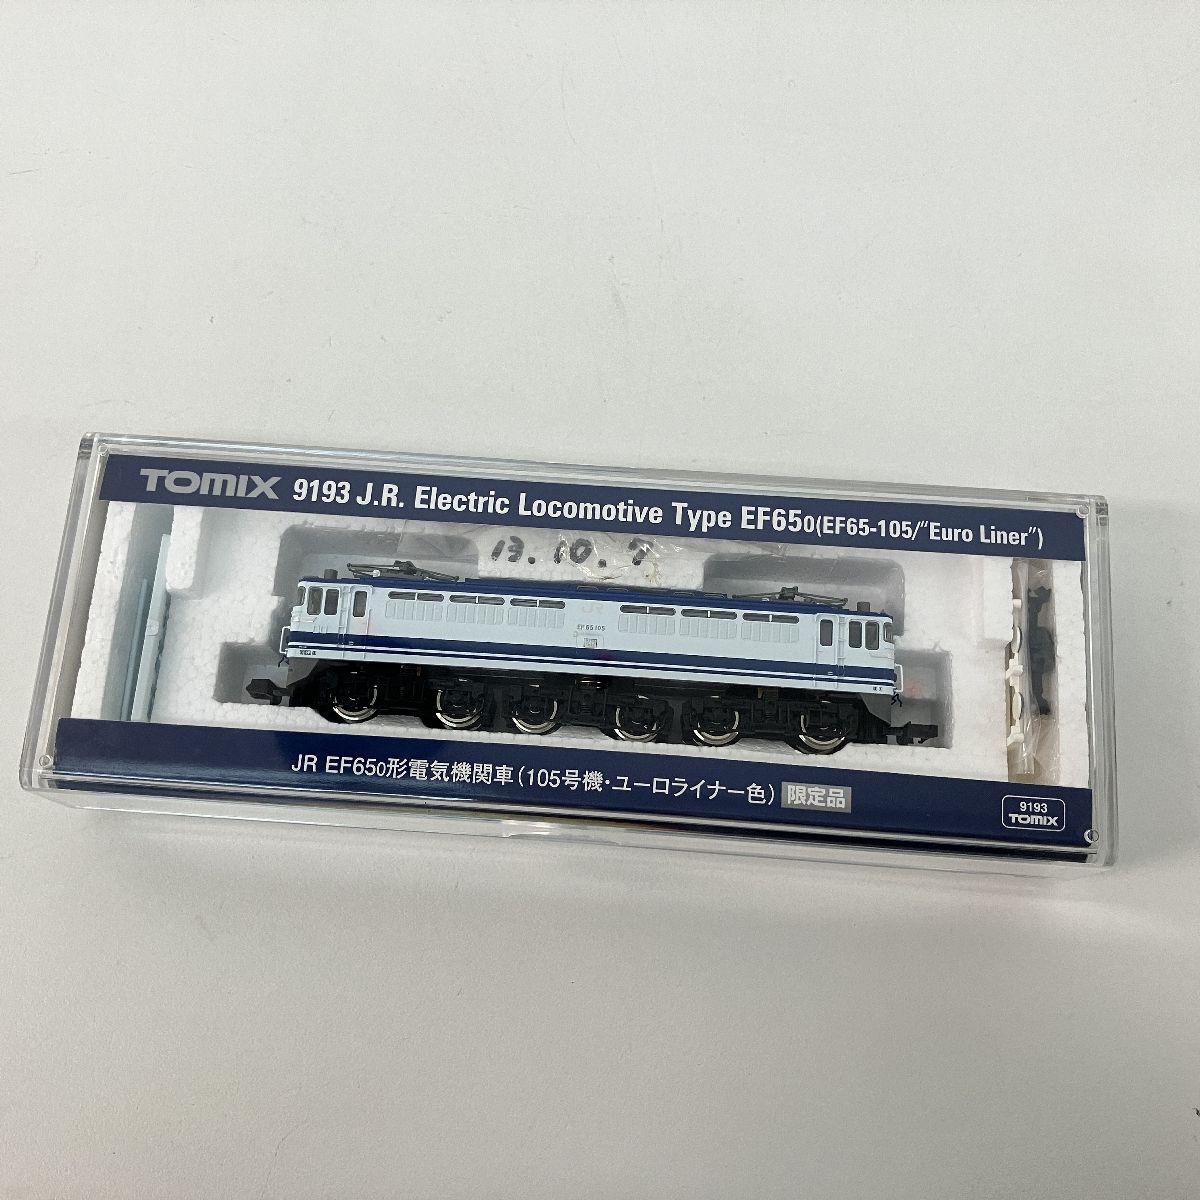 TOMIX 9193 J.R. Electric Locomotive Type EF650(EF65-105/"Euro Liner")
13.10.7
JR
EF65 105
JR EF650形電気機関車(105号機・ユーロライナー色) 限定品
9193
TOMIX